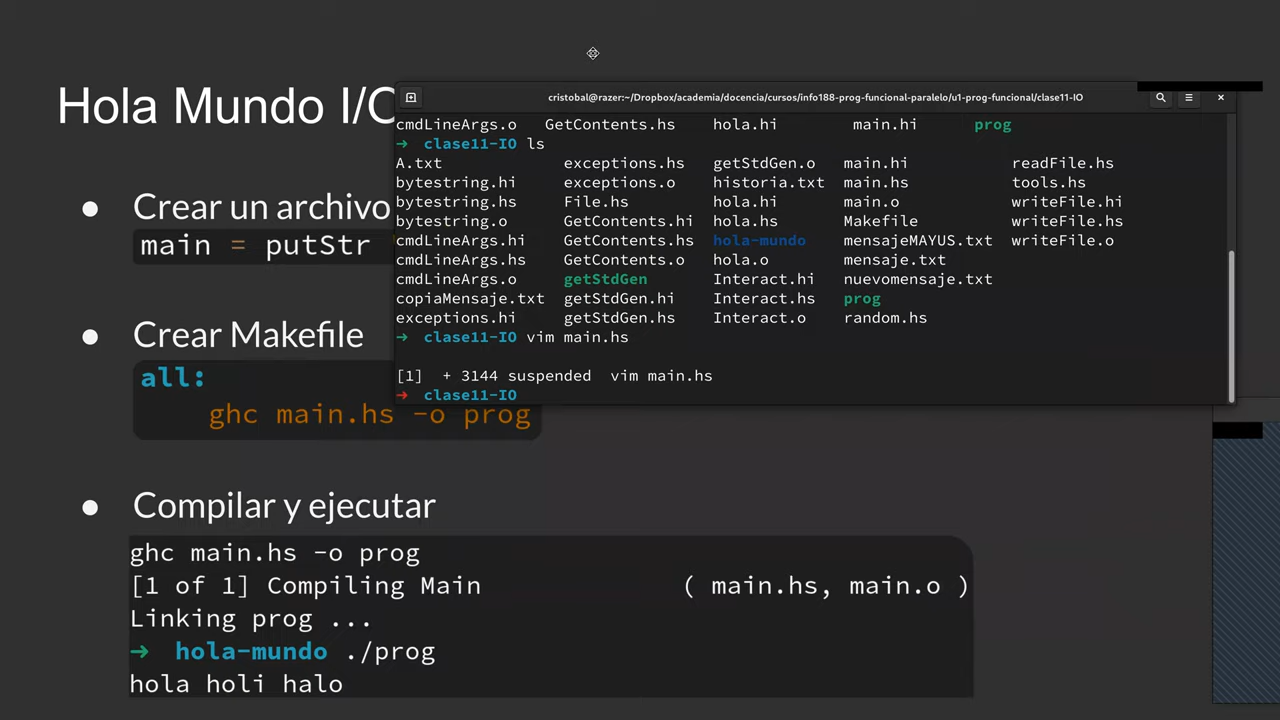 Hola Mundo I/O
cristobal@razer:~/Dropbox/academia/docencia/cursos/info188-prog-funcional-paralelo/u1-prog-funcional/clase11-IO
cmdLineArgs.o GetContents.hs hola.hi main.hi prog
➜ clase11-IO ls
A.txt exceptions.hs getStdGen.o main.hi readFile.hs
bytestring.hi exceptions.o historia.txt main.hs tools.hs
bytestring.hs File.hs hola.hi main.o writeFile.hi
bytestring.o GetContents.hi hola.hs Makefile writeFile.hs
cmdLineArgs.hi GetContents.hs hola-mundo mensajeMAYUS.txt writeFile.o
cmdLineArgs.hs GetContents.o hola.o mensaje.txt
cmdLineArgs.o getStdGen Interact.hi nuevomensaje.txt
copiaMensaje.txt getStdGen.hi Interact.hs prog
exceptions.hi getStdGen.hs Interact.o random.hs
➜ clase11-IO vim main.hs
[1] + 3144 suspended vim main.hs
➜ clase11-IO
● Crear un archivo
main = putStr
● Crear Makefile
all:
ghc main.hs -o prog
● Compilar y ejecutar
ghc main.hs -o prog
[1 of 1] Compiling Main ( main.hs, main.o )
Linking prog ...
➜ hola-mundo ./prog
hola holi halo